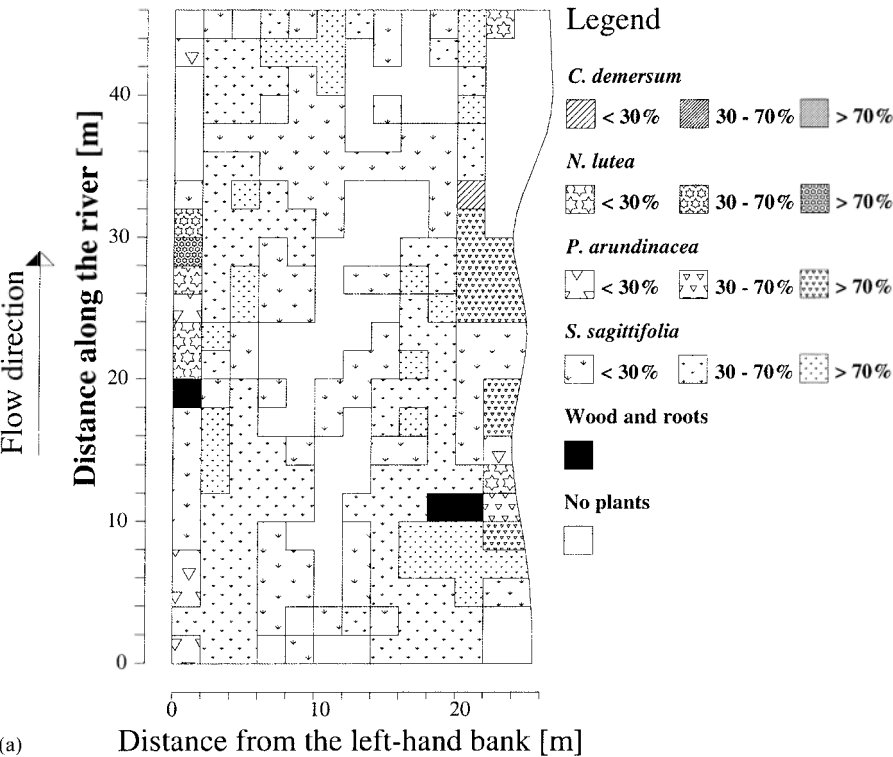 Legend
C. demersum
< 30% 30 - 70% > 70%
N. lutea
< 30% 30 - 70% > 70%
P. arundinacea
< 30% 30 - 70% > 70%
S. sagittifolia
< 30% 30 - 70% > 70%
Wood and roots
No plants
Flow direction
Distance along the river [m]
40
30
20
10
0
0 10 20
Distance from the left-hand bank [m]
(a)